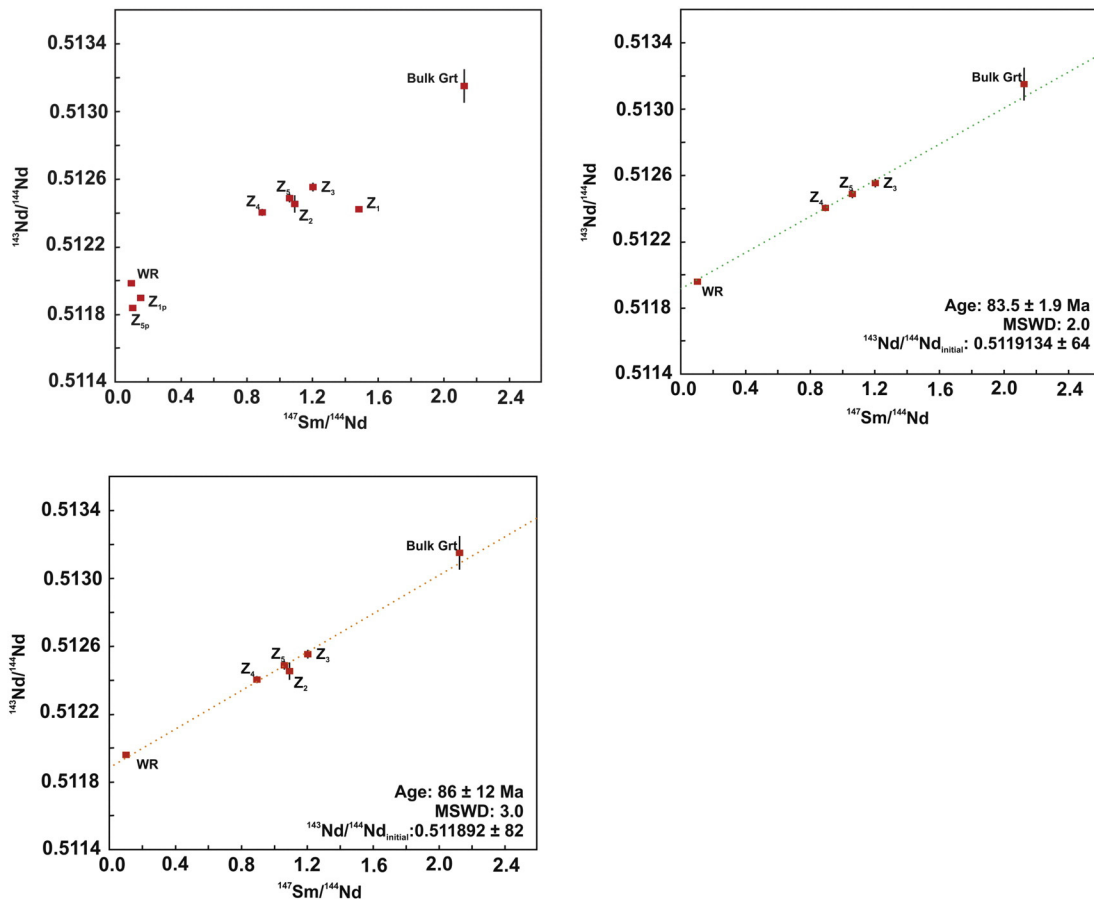 0.5134
0.5130
0.5126
0.5122
0.5118
0.5114
¹⁴³Nd/¹⁴⁴Nd
Bulk Grt
Z₅
Z₃
Z₄
Z₂
Z₁
WR
Z₁ₚ
Z₅ₚ
0.0 0.4 0.8 1.2 1.6 2.0 2.4
¹⁴⁷Sm/¹⁴⁴Nd
0.5134
0.5130
0.5126
0.5122
0.5118
0.5114
¹⁴³Nd/¹⁴⁴Nd
Bulk Grt
Z₅
Z₃
Z₄
WR
Age: 83.5 ± 1.9 Ma
MSWD: 2.0
¹⁴³Nd/¹⁴⁴Nd_initial: 0.5119134 ± 64
0.0 0.4 0.8 1.2 1.6 2.0 2.4
¹⁴⁷Sm/¹⁴⁴Nd
0.5134
0.5130
0.5126
0.5122
0.5118
0.5114
¹⁴³Nd/¹⁴⁴Nd
Bulk Grt
Z₅
Z₃
Z₄
Z₂
WR
Age: 86 ± 12 Ma
MSWD: 3.0
¹⁴³Nd/¹⁴⁴Nd_initial:0.511892 ± 82
0.0 0.4 0.8 1.2 1.6 2.0 2.4
¹⁴⁷Sm/¹⁴⁴Nd